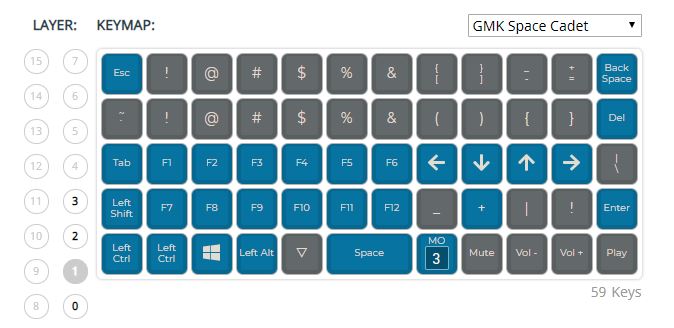 LAYER: KEYMAP: GMK Space Cadet
15 7
14 6
13 5
12 4
11 3
10 2
9 1
8 0
Esc ! @ # $ % & { [ } ] _ - + = Back Space
~ ` ! @ # $ % & ( ) { } Del
Tab F1 F2 F3 F4 F5 F6 ← ↓ ↑ → | \
Left Shift F7 F8 F9 F10 F11 F12 _ + | ! Enter
Left Ctrl Left Ctrl Left Alt ▽ Space MO 3 Mute Vol - Vol + Play
59 Keys